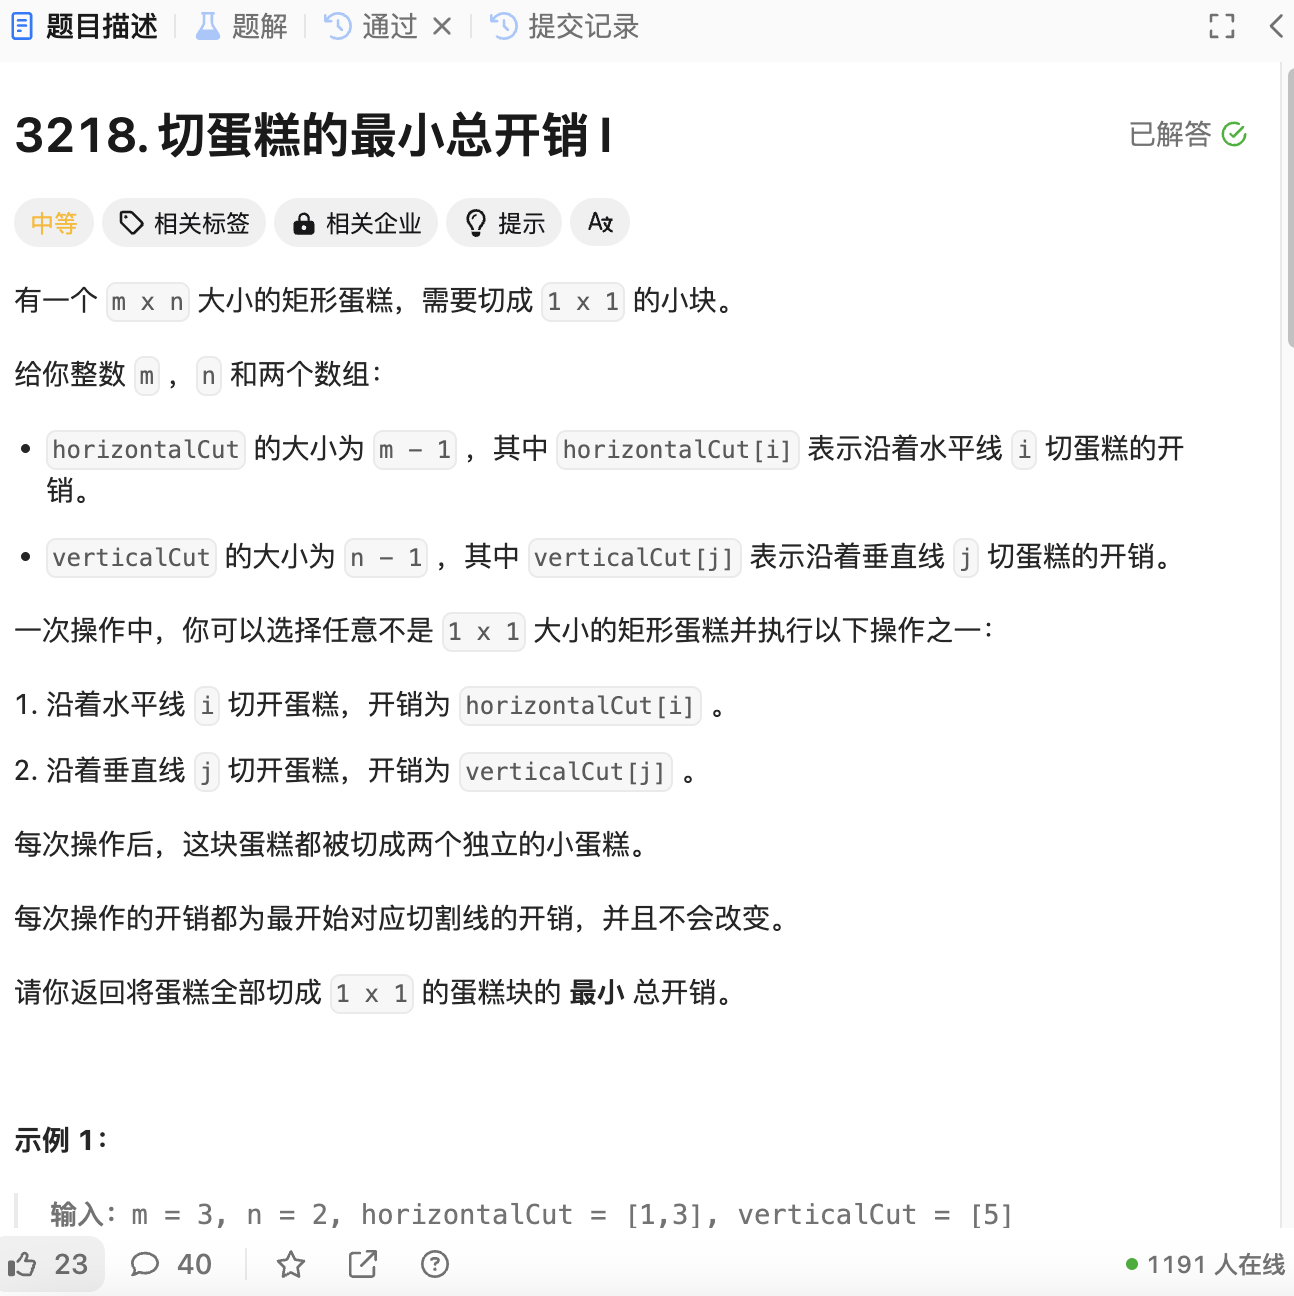 题目描述 题解 通过 提交记录
3218. 切蛋糕的最小总开销 I
已解答
中等 相关标签 相关企业 提示 A文
有一个 m x n 大小的矩形蛋糕，需要切成 1 x 1 的小块。
给你整数 m ， n 和两个数组：
• horizontalCut 的大小为 m - 1 ，其中 horizontalCut[i] 表示沿着水平线 i 切蛋糕的开
销。
• verticalCut 的大小为 n - 1 ，其中 verticalCut[j] 表示沿着垂直线 j 切蛋糕的开销。
一次操作中，你可以选择任意不是 1 x 1 大小的矩形蛋糕并执行以下操作之一：
1. 沿着水平线 i 切开蛋糕，开销为 horizontalCut[i] 。
2. 沿着垂直线 j 切开蛋糕，开销为 verticalCut[j] 。
每次操作后，这块蛋糕都被切成两个独立的小蛋糕。
每次操作的开销都为最开始对应切割线的开销，并且不会改变。
请你返回将蛋糕全部切成 1 x 1 的蛋糕块的 最小 总开销。
示例 1：
输入：m = 3, n = 2, horizontalCut = [1,3], verticalCut = [5]
23 40 1191 人在线